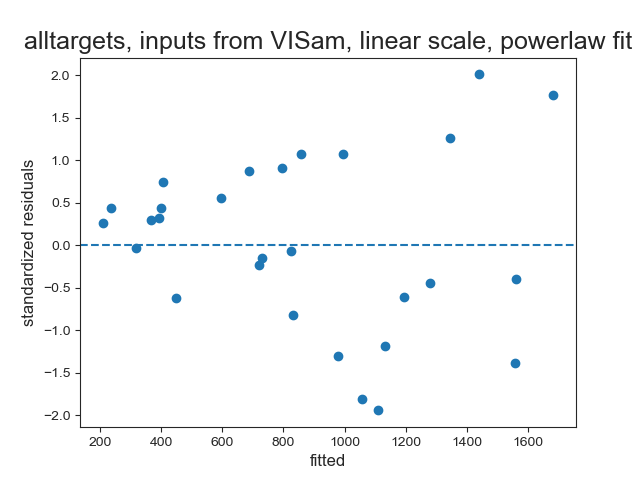 alltargets, inputs from VISam, linear scale, powerlaw fit
2.0
1.5
1.0
0.5
0.0
−0.5
−1.0
−1.5
−2.0
standardized residuals
200 400 600 800 1000 1200 1400 1600
fitted